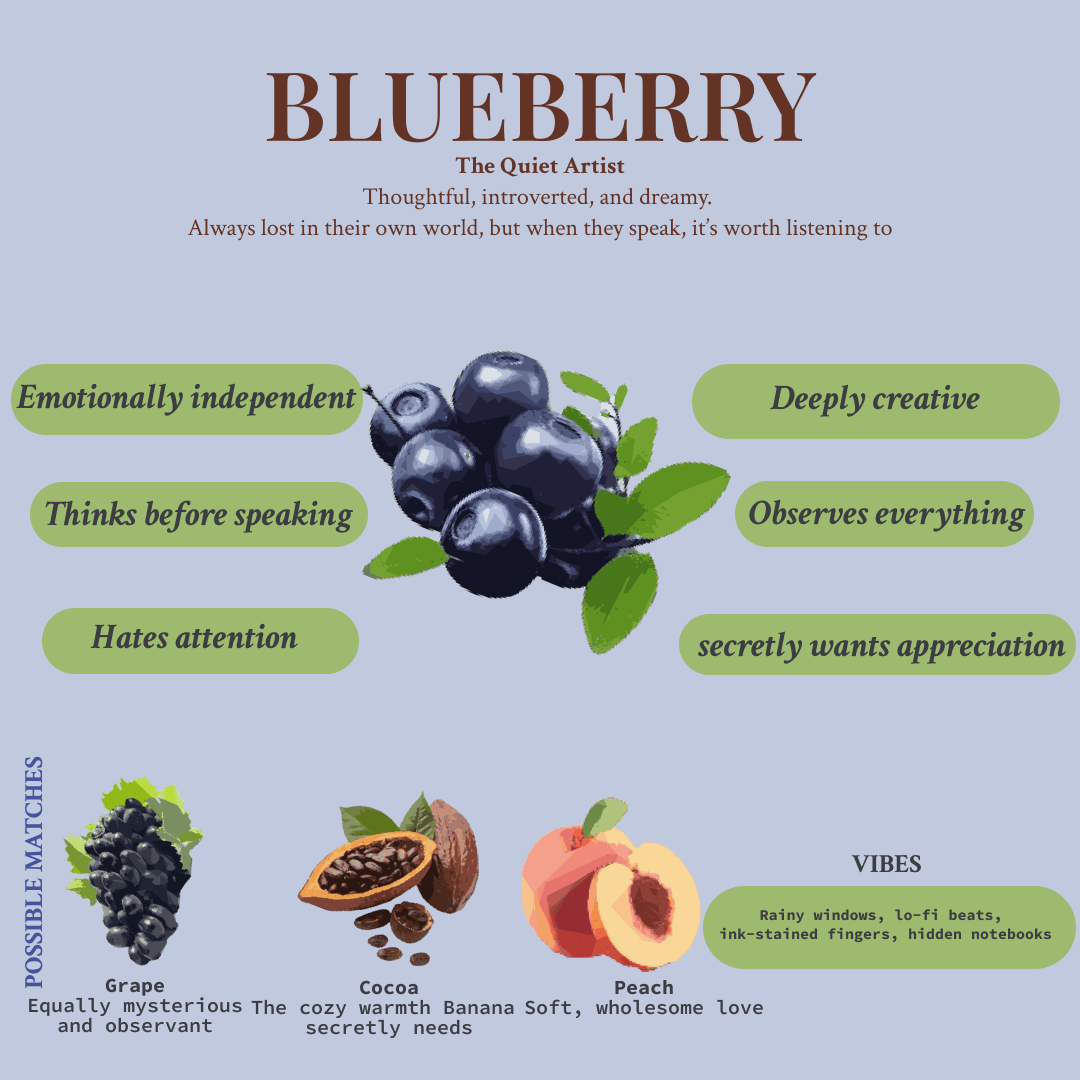 BLUEBERRY
The Quiet Artist
Thoughtful, introverted, and dreamy.
Always lost in their own world, but when they speak, it’s worth listening to
Emotionally independent
Deeply creative
Thinks before speaking
Observes everything
Hates attention
secretly wants appreciation
POSSIBLE MATCHES
Grape
Equally mysterious
and observant
Cocoa
The cozy warmth Banana
secretly needs
Peach
Soft, wholesome love
VIBES
Rainy windows, lo-fi beats,
ink-stained fingers, hidden notebooks